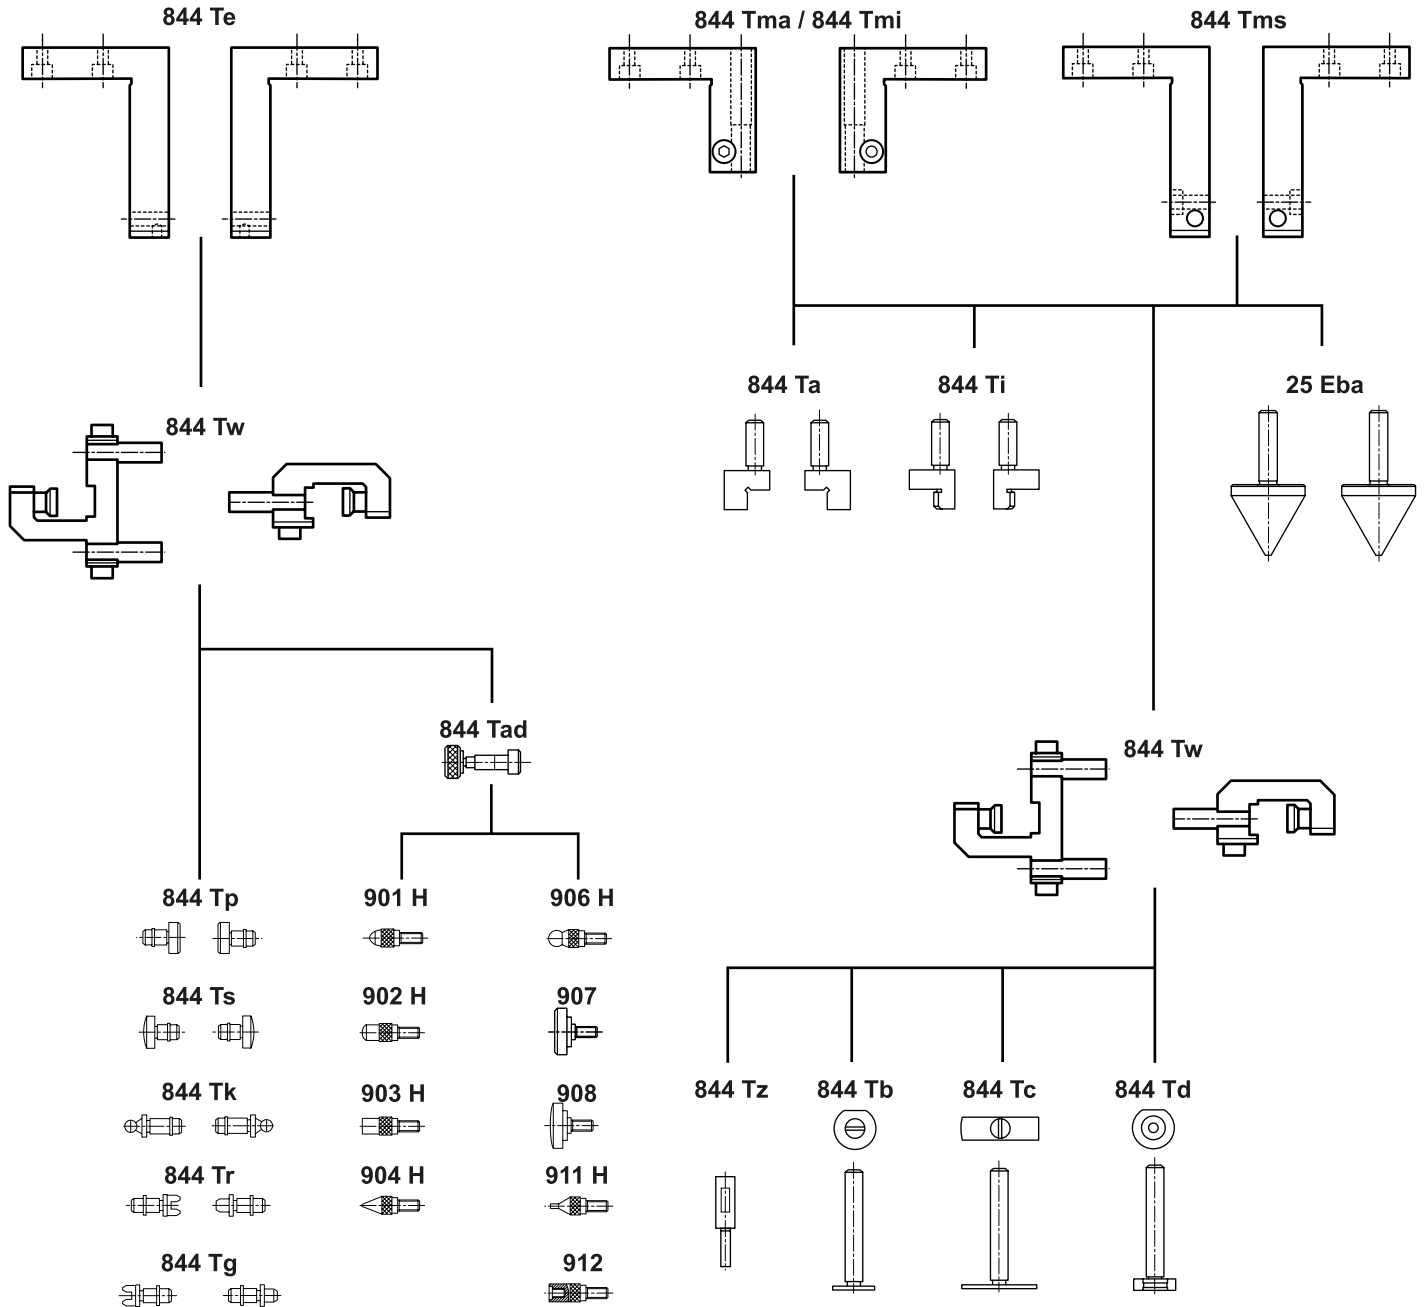 844 Te
844 Tma / 844 Tmi
844 Tms
844 Ta
844 Ti
25 Eba
844 Tw
844 Tad
844 Tw
844 Tp
901 H
906 H
844 Ts
902 H
907
844 Tk
903 H
908
844 Tz
844 Tb
844 Tc
844 Td
844 Tr
904 H
911 H
844 Tg
912